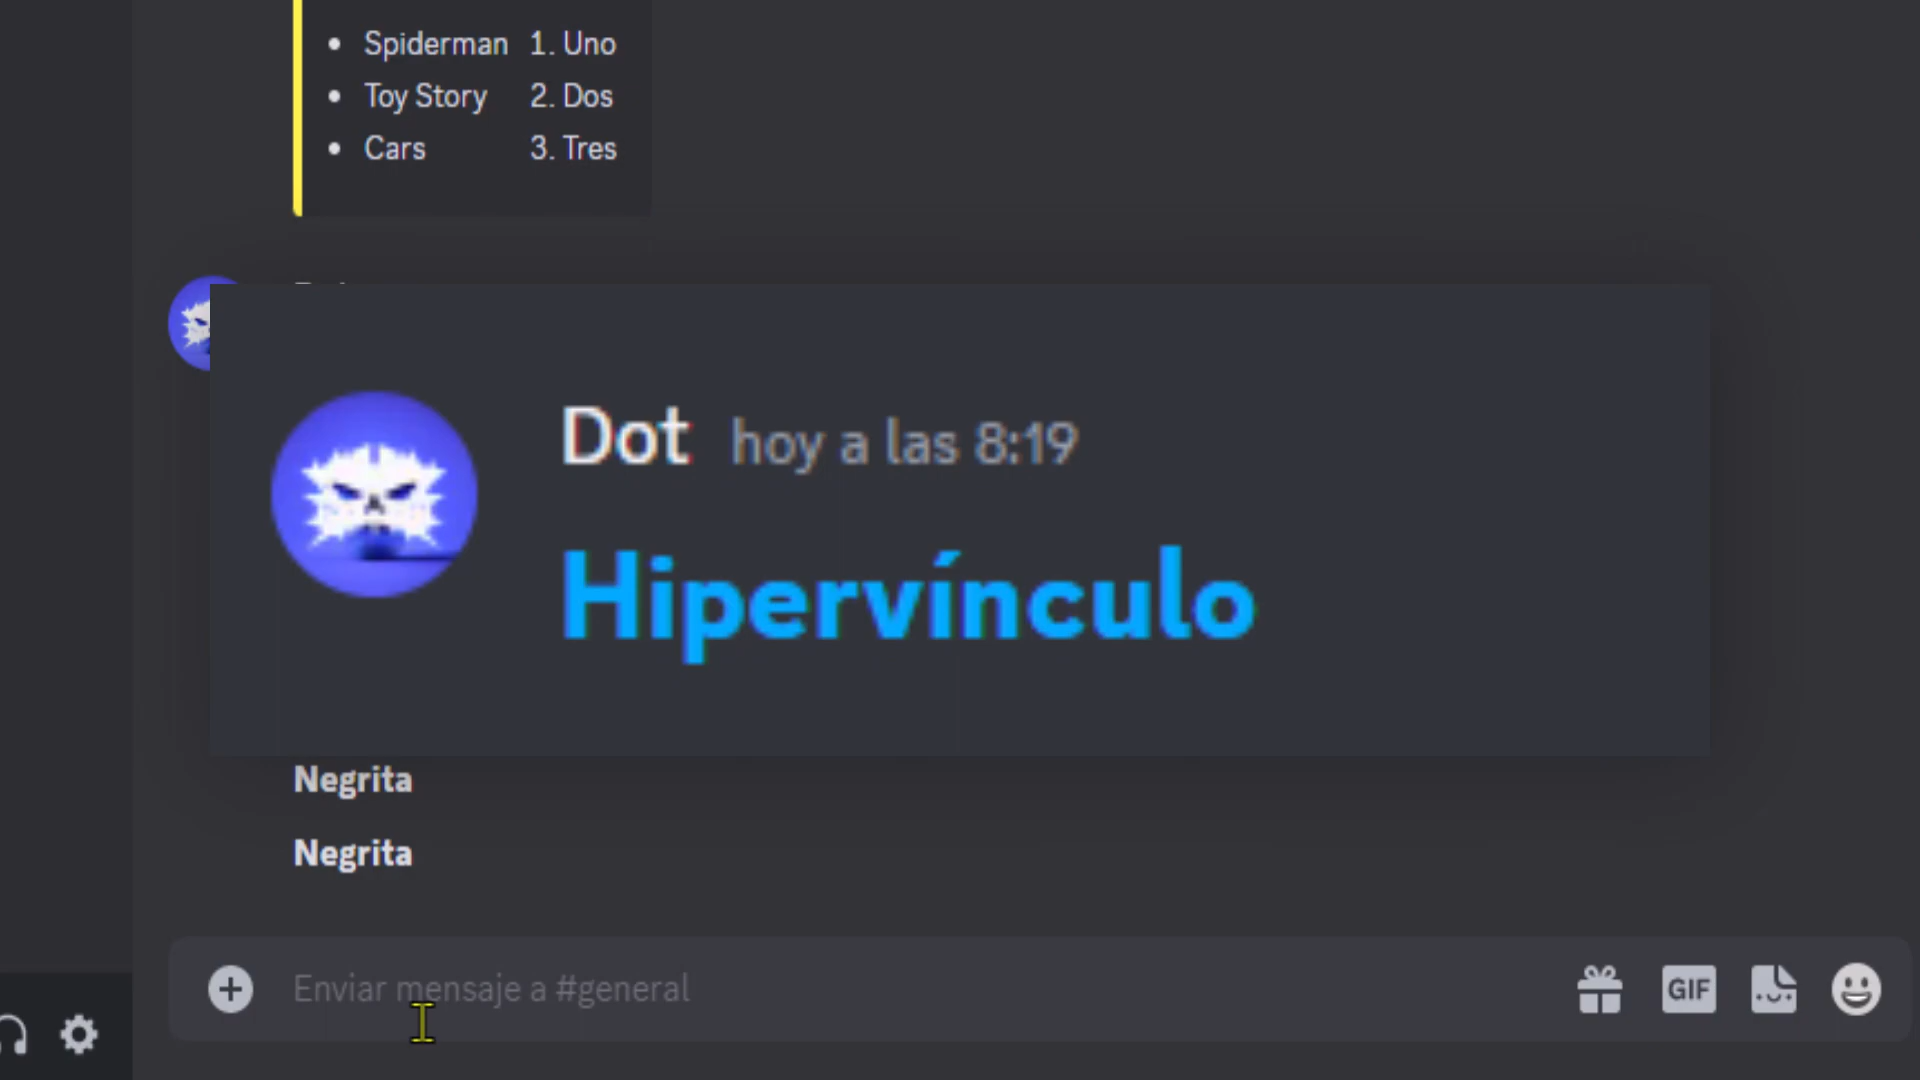 • Spiderman 1. Uno
• Toy Story 2. Dos
• Cars 3. Tres
Dot hoy a las 8:19
Hipervínculo
Negrita
Negrita
Enviar mensaje a #general
GIF